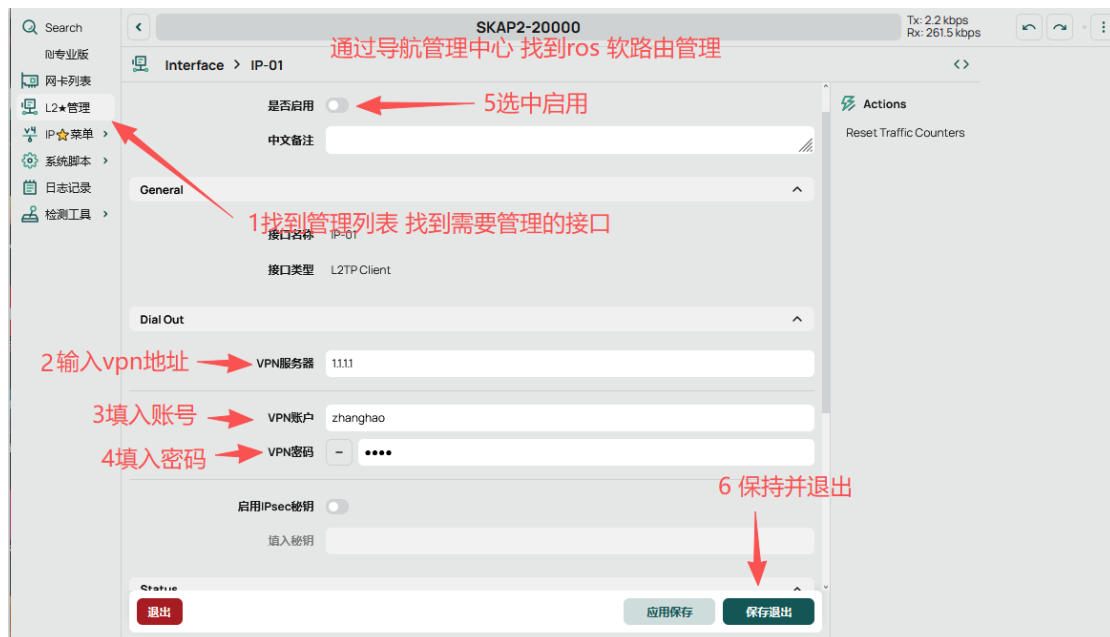 Search
SKAP2-20000
Tx: 2.2 kbps
Rx: 261.5 kbps
通过导航管理中心 找到ros 软路由管理
专业版
网卡列表
L2★管理
IP⭐菜单
系统脚本
日志记录
检测工具
Interface > IP-01
<>
是否启用
5选中启用
中文备注
Actions
Reset Traffic Counters
General
1找到管理列表 找到需要管理的接口
接口名称 IP-01
接口类型 L2TP Client
Dial Out
2输入vpn地址
VPN服务器 1.1.1.1
3填入账号
VPN账户 zhanghao
4填入密码
VPN密码 - ••••
6 保持并退出
启用IPsec秘钥
填入秘钥
Status
退出
应用保存
保存退出